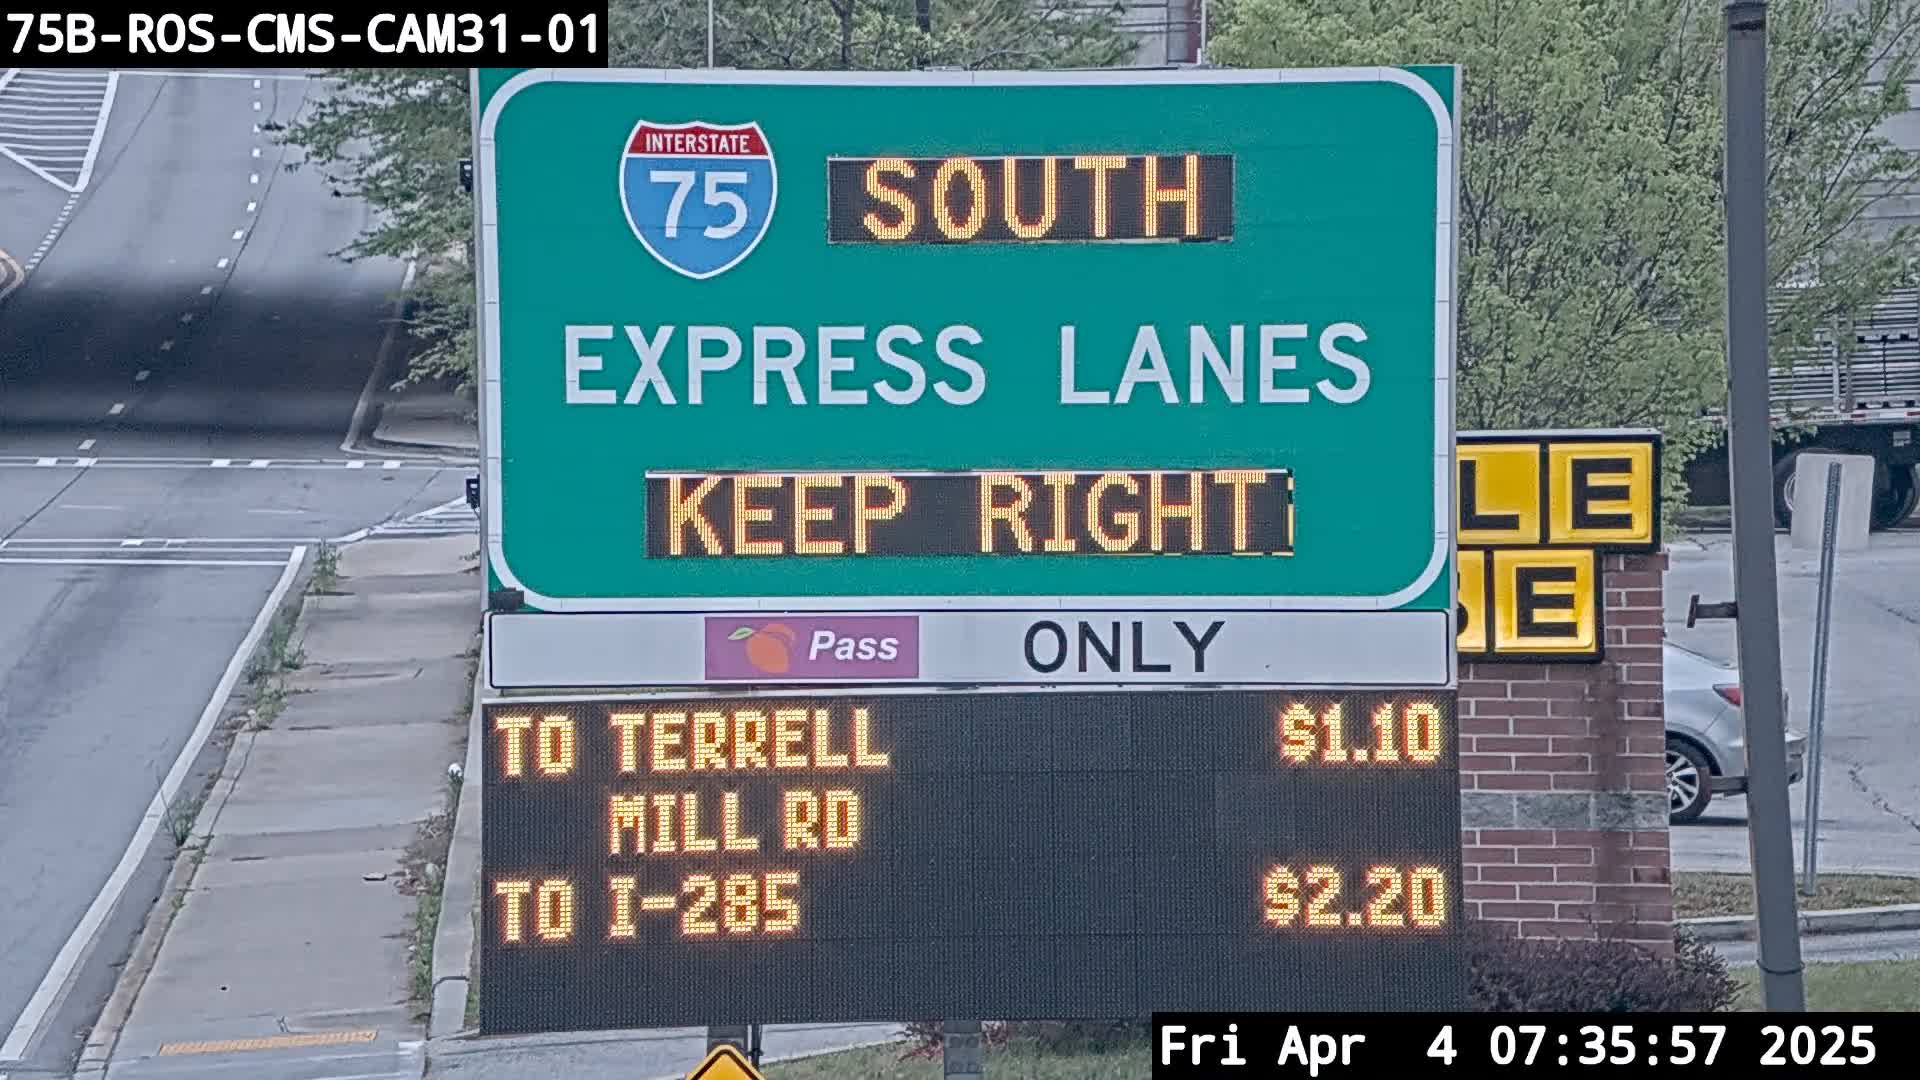 75B-ROS-CMS-CAM31-01
INTERSTATE
75
SOUTH
EXPRESS LANES
KEEP RIGHT
Pass ONLY
TO TERRELL $1.10
MILL RD
TO I-285 $2.20
LE
E
Fri Apr 4 07:35:57 2025